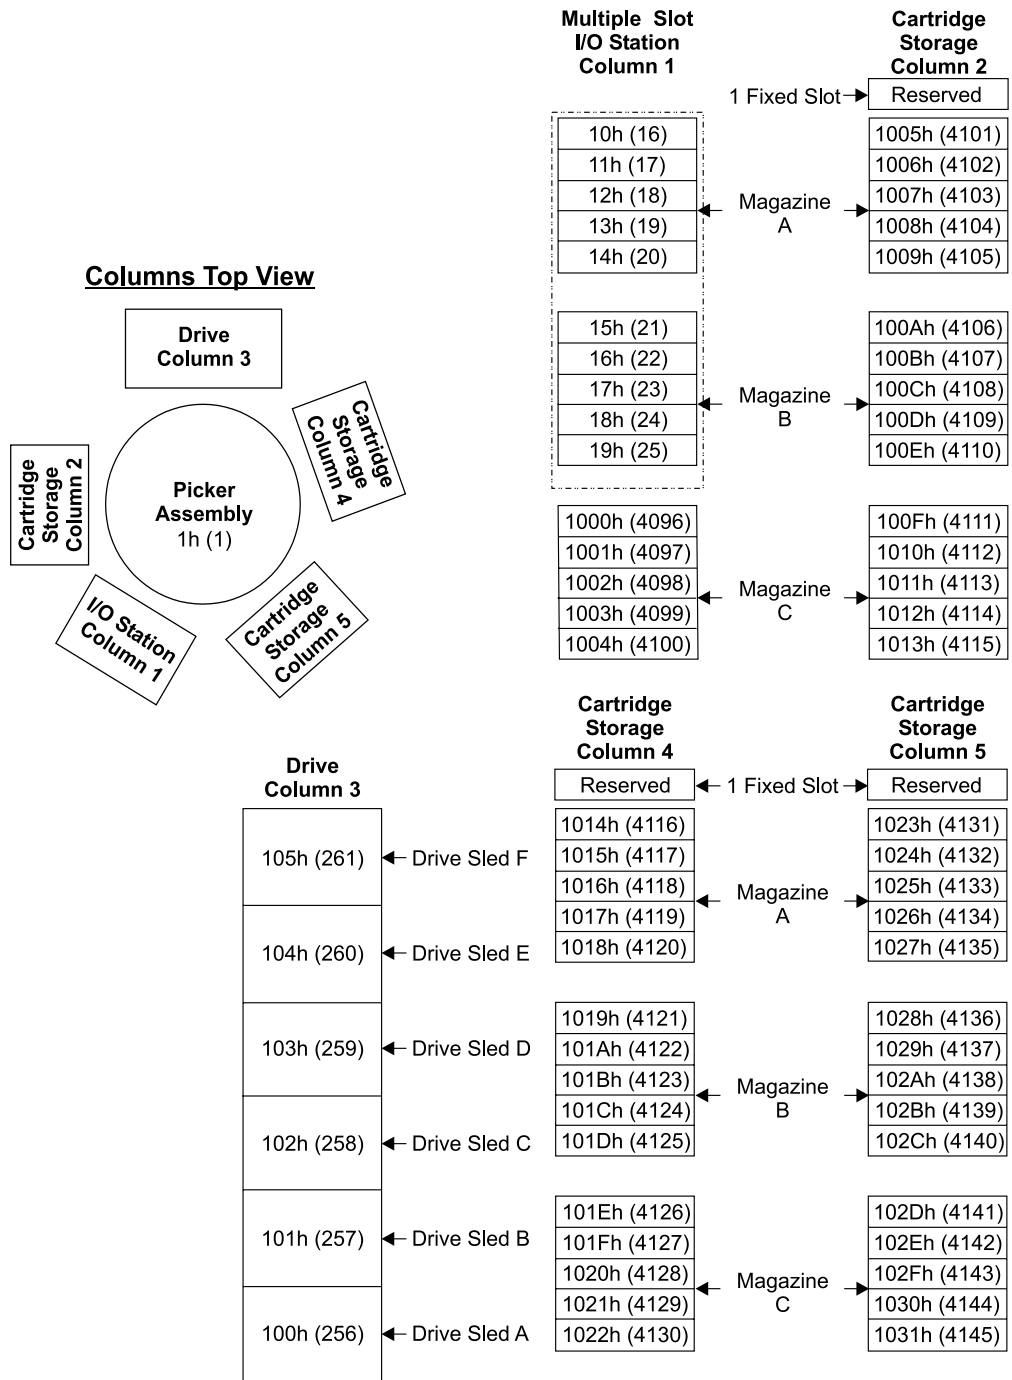 Multiple Slot
I/O Station
Column 1
Cartridge
Storage
Column 2
1 Fixed Slot
Reserved
10h (16)
11h (17)
12h (18)
13h (19)
14h (20)
Magazine
A
1005h (4101)
1006h (4102)
1007h (4103)
1008h (4104)
1009h (4105)
15h (21)
16h (22)
17h (23)
18h (24)
19h (25)
Magazine
B
100Ah (4106)
100Bh (4107)
100Ch (4108)
100Dh (4109)
100Eh (4110)
1000h (4096)
1001h (4097)
1002h (4098)
1003h (4099)
1004h (4100)
Magazine
C
100Fh (4111)
1010h (4112)
1011h (4113)
1012h (4114)
1013h (4115)
Columns Top View
Drive
Column 3
Cartridge
Storage
Column 4
Cartridge
Storage
Column 2
Picker
Assembly
1h (1)
I/O Station
Column 1
Cartridge
Storage
Column 5
Drive
Column 3
105h (261)
Drive Sled F
104h (260)
Drive Sled E
103h (259)
Drive Sled D
102h (258)
Drive Sled C
101h (257)
Drive Sled B
100h (256)
Drive Sled A
Cartridge
Storage
Column 4
Cartridge
Storage
Column 5
Reserved
1 Fixed Slot
Reserved
1014h (4116)
1015h (4117)
1016h (4118)
1017h (4119)
1018h (4120)
Magazine
A
1023h (4131)
1024h (4132)
1025h (4133)
1026h (4134)
1027h (4135)
1019h (4121)
101Ah (4122)
101Bh (4123)
101Ch (4124)
101Dh (4125)
Magazine
B
1028h (4136)
1029h (4137)
102Ah (4138)
102Bh (4139)
102Ch (4140)
101Eh (4126)
101Fh (4127)
1020h (4128)
1021h (4129)
1022h (4130)
Magazine
C
102Dh (4141)
102Eh (4142)
102Fh (4143)
1030h (4144)
1031h (4145)